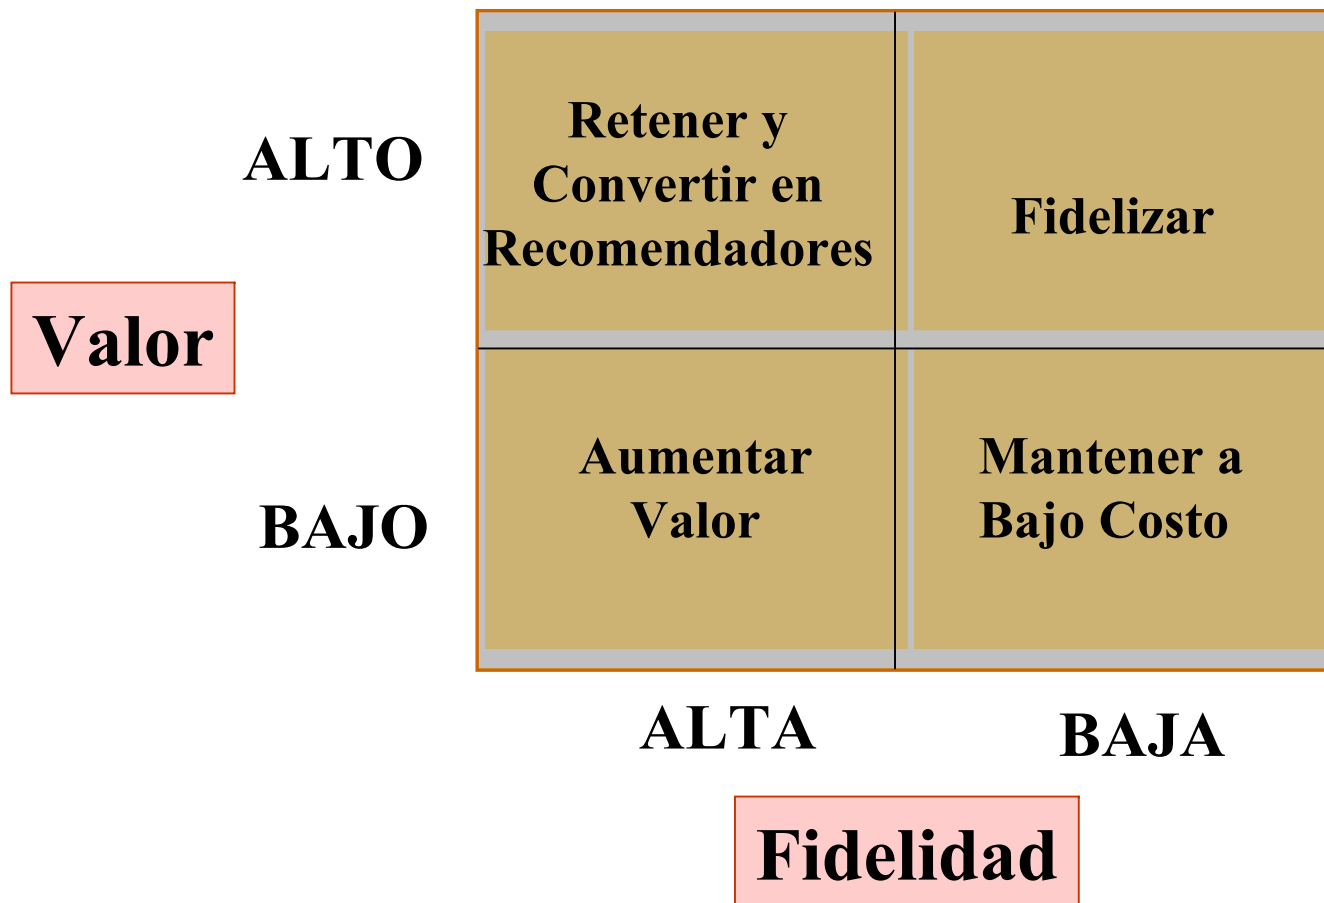 ALTO
Retener y
Convertir en
Recomendadores
Fidelizar
Valor
BAJO
Aumentar
Valor
Mantener a
Bajo Costo
ALTA
BAJA
Fidelidad